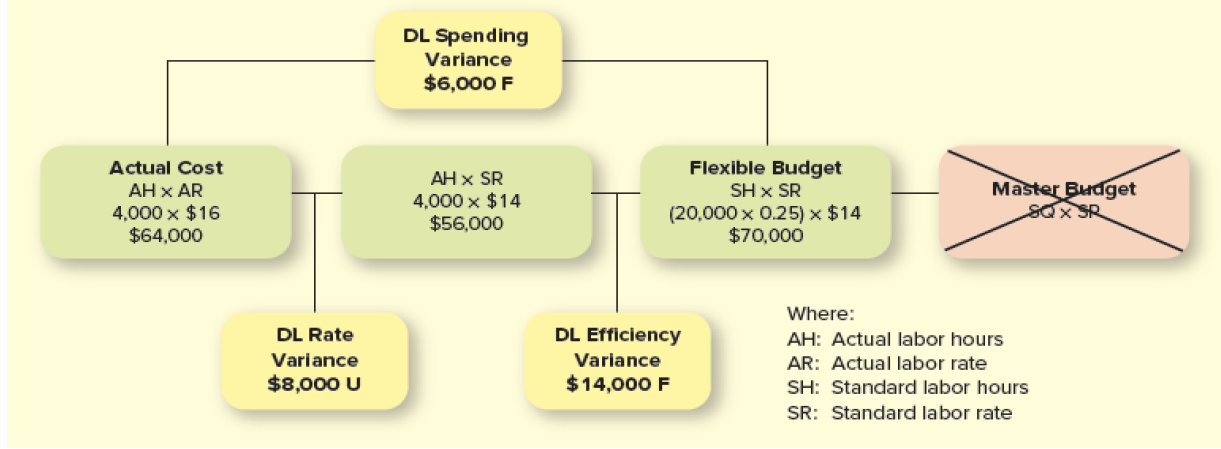 DL Spending
Variance
$6,000 F
Actual Cost
AH × AR
4,000 × $16
$64,000
AH × SR
4,000 × $14
$56,000
Flexible Budget
SH × SR
(20,000 × 0.25) × $14
$70,000
Master Budget
SQ × SP
DL Rate
Variance
$8,000 U
DL Efficiency
Variance
$14,000 F
Where:
AH: Actual labor hours
AR: Actual labor rate
SH: Standard labor hours
SR: Standard labor rate